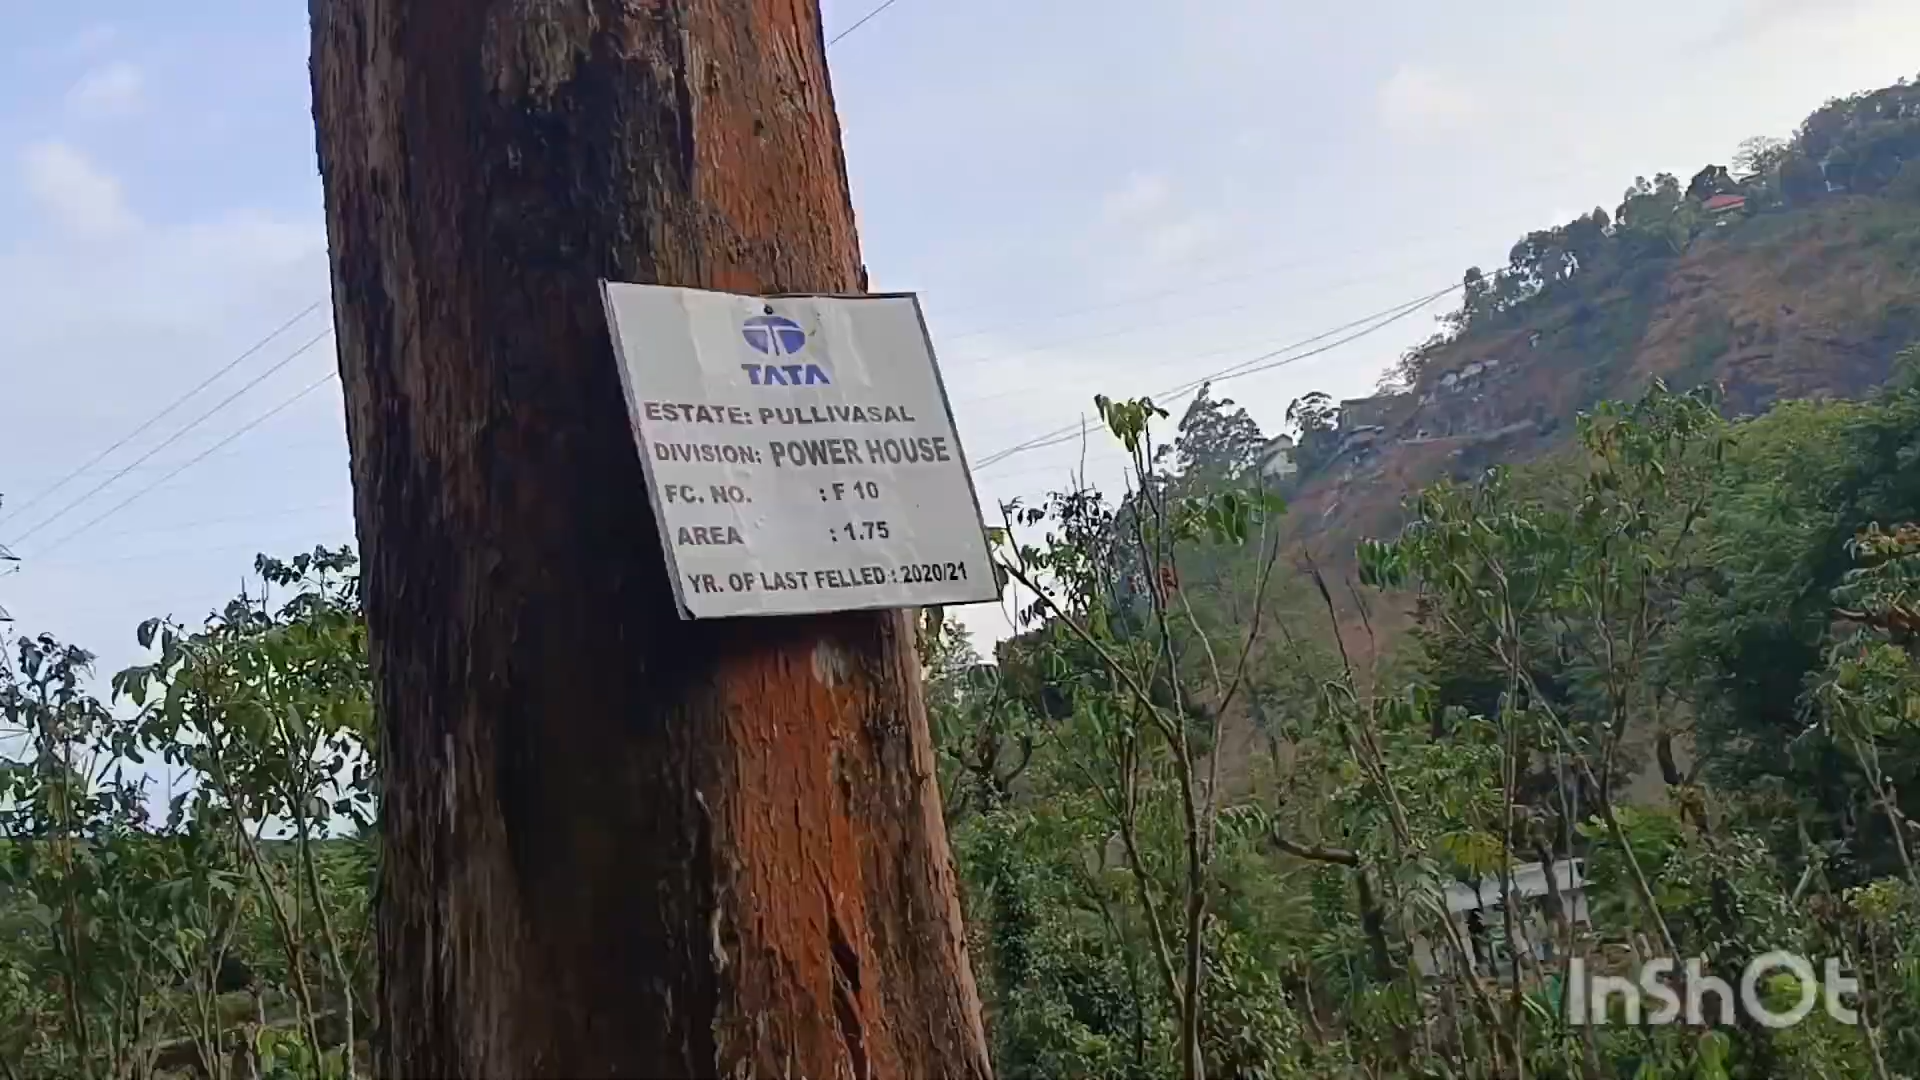 TATA
ESTATE: PULLIVASAL
DIVISION: POWER HOUSE
FC. NO. : F 10
AREA : 1.75
YR. OF LAST FELLED : 2020/21
InShOt